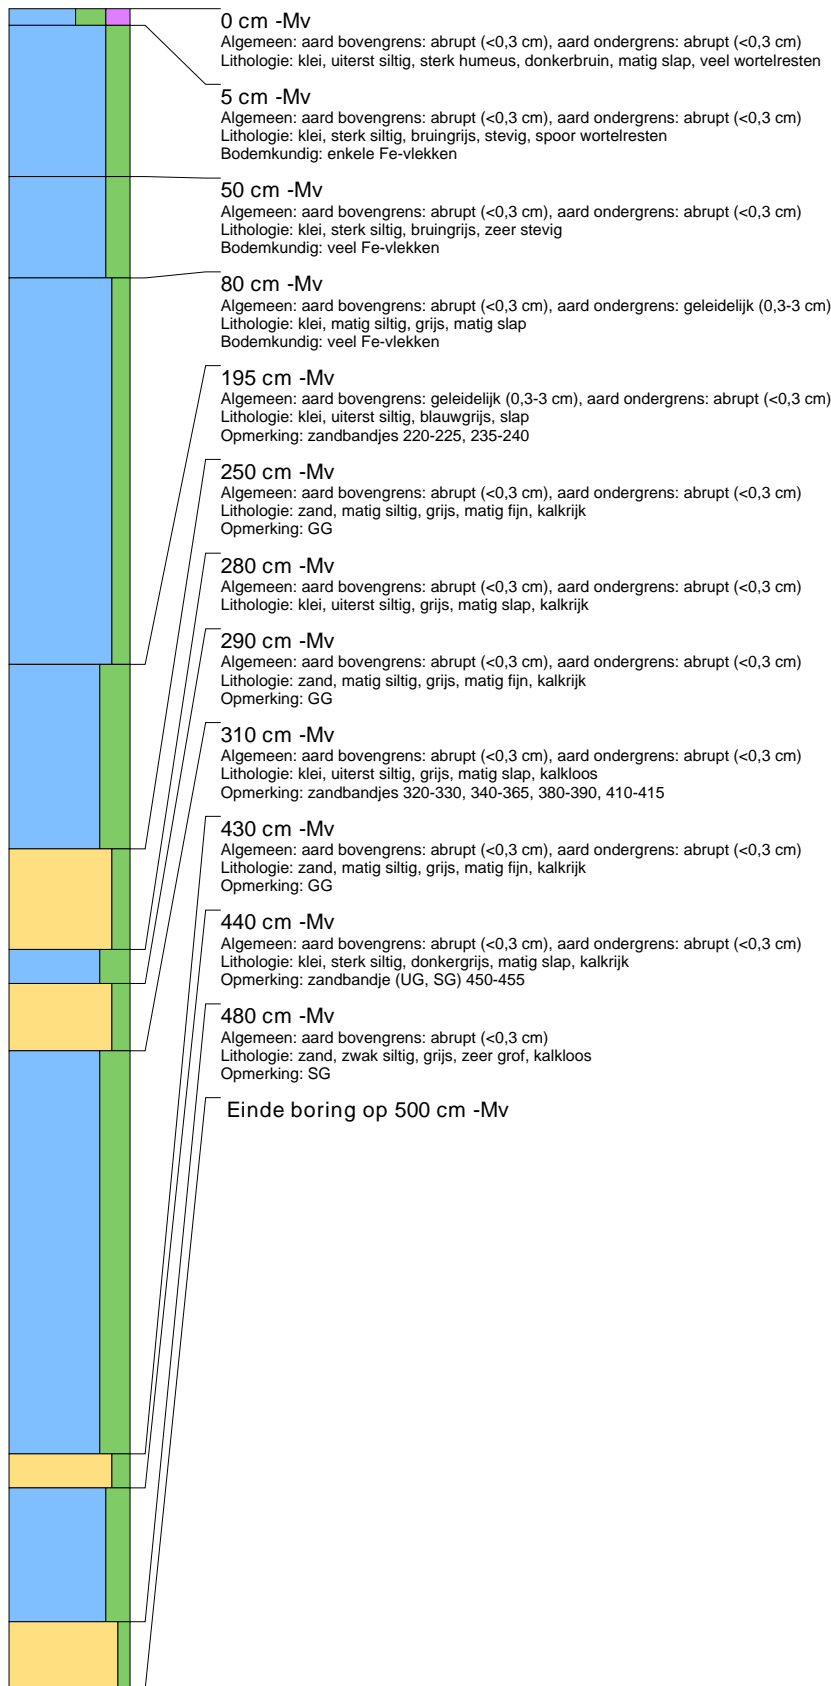 0 cm -Mv
Algemeen: aard bovengrens: abrupt (<0,3 cm), aard ondergrens: abrupt (<0,3 cm)
Lithologie: klei, uiterst siltig, sterk humeus, donkerbruin, matig slap, veel wortelresten
5 cm -Mv
Algemeen: aard bovengrens: abrupt (<0,3 cm), aard ondergrens: abrupt (<0,3 cm)
Lithologie: klei, sterk siltig, bruingrijs, stevig, spoor wortelresten
Bodemkundig: enkele Fe-vlekken
50 cm -Mv
Algemeen: aard bovengrens: abrupt (<0,3 cm), aard ondergrens: abrupt (<0,3 cm)
Lithologie: klei, sterk siltig, bruingrijs, zeer stevig
Bodemkundig: veel Fe-vlekken
80 cm -Mv
Algemeen: aard bovengrens: abrupt (<0,3 cm), aard ondergrens: geleidelijk (0,3-3 cm)
Lithologie: klei, matig siltig, grijs, matig slap
Bodemkundig: veel Fe-vlekken
195 cm -Mv
Algemeen: aard bovengrens: geleidelijk (0,3-3 cm), aard ondergrens: abrupt (<0,3 cm)
Lithologie: klei, uiterst siltig, blauwgrijs, slap
Opmerking: zandbandjes 220-225, 235-240
250 cm -Mv
Algemeen: aard bovengrens: abrupt (<0,3 cm), aard ondergrens: abrupt (<0,3 cm)
Lithologie: zand, matig siltig, grijs, matig fijn, kalkrijk
Opmerking: GG
280 cm -Mv
Algemeen: aard bovengrens: abrupt (<0,3 cm), aard ondergrens: abrupt (<0,3 cm)
Lithologie: klei, uiterst siltig, grijs, matig slap, kalkrijk
290 cm -Mv
Algemeen: aard bovengrens: abrupt (<0,3 cm), aard ondergrens: abrupt (<0,3 cm)
Lithologie: zand, matig siltig, grijs, matig fijn, kalkrijk
Opmerking: GG
310 cm -Mv
Algemeen: aard bovengrens: abrupt (<0,3 cm), aard ondergrens: abrupt (<0,3 cm)
Lithologie: klei, uiterst siltig, grijs, matig slap, kalkloos
Opmerking: zandbandjes 320-330, 340-365, 380-390, 410-415
430 cm -Mv
Algemeen: aard bovengrens: abrupt (<0,3 cm), aard ondergrens: abrupt (<0,3 cm)
Lithologie: zand, matig siltig, grijs, matig fijn, kalkrijk
Opmerking: GG
440 cm -Mv
Algemeen: aard bovengrens: abrupt (<0,3 cm), aard ondergrens: abrupt (<0,3 cm)
Lithologie: klei, sterk siltig, donkergrijs, matig slap, kalkrijk
Opmerking: zandbandje (UG, SG) 450-455
480 cm -Mv
Algemeen: aard bovengrens: abrupt (<0,3 cm)
Lithologie: zand, zwak siltig, grijs, zeer grof, kalkloos
Opmerking: SG
Einde boring op 500 cm -Mv